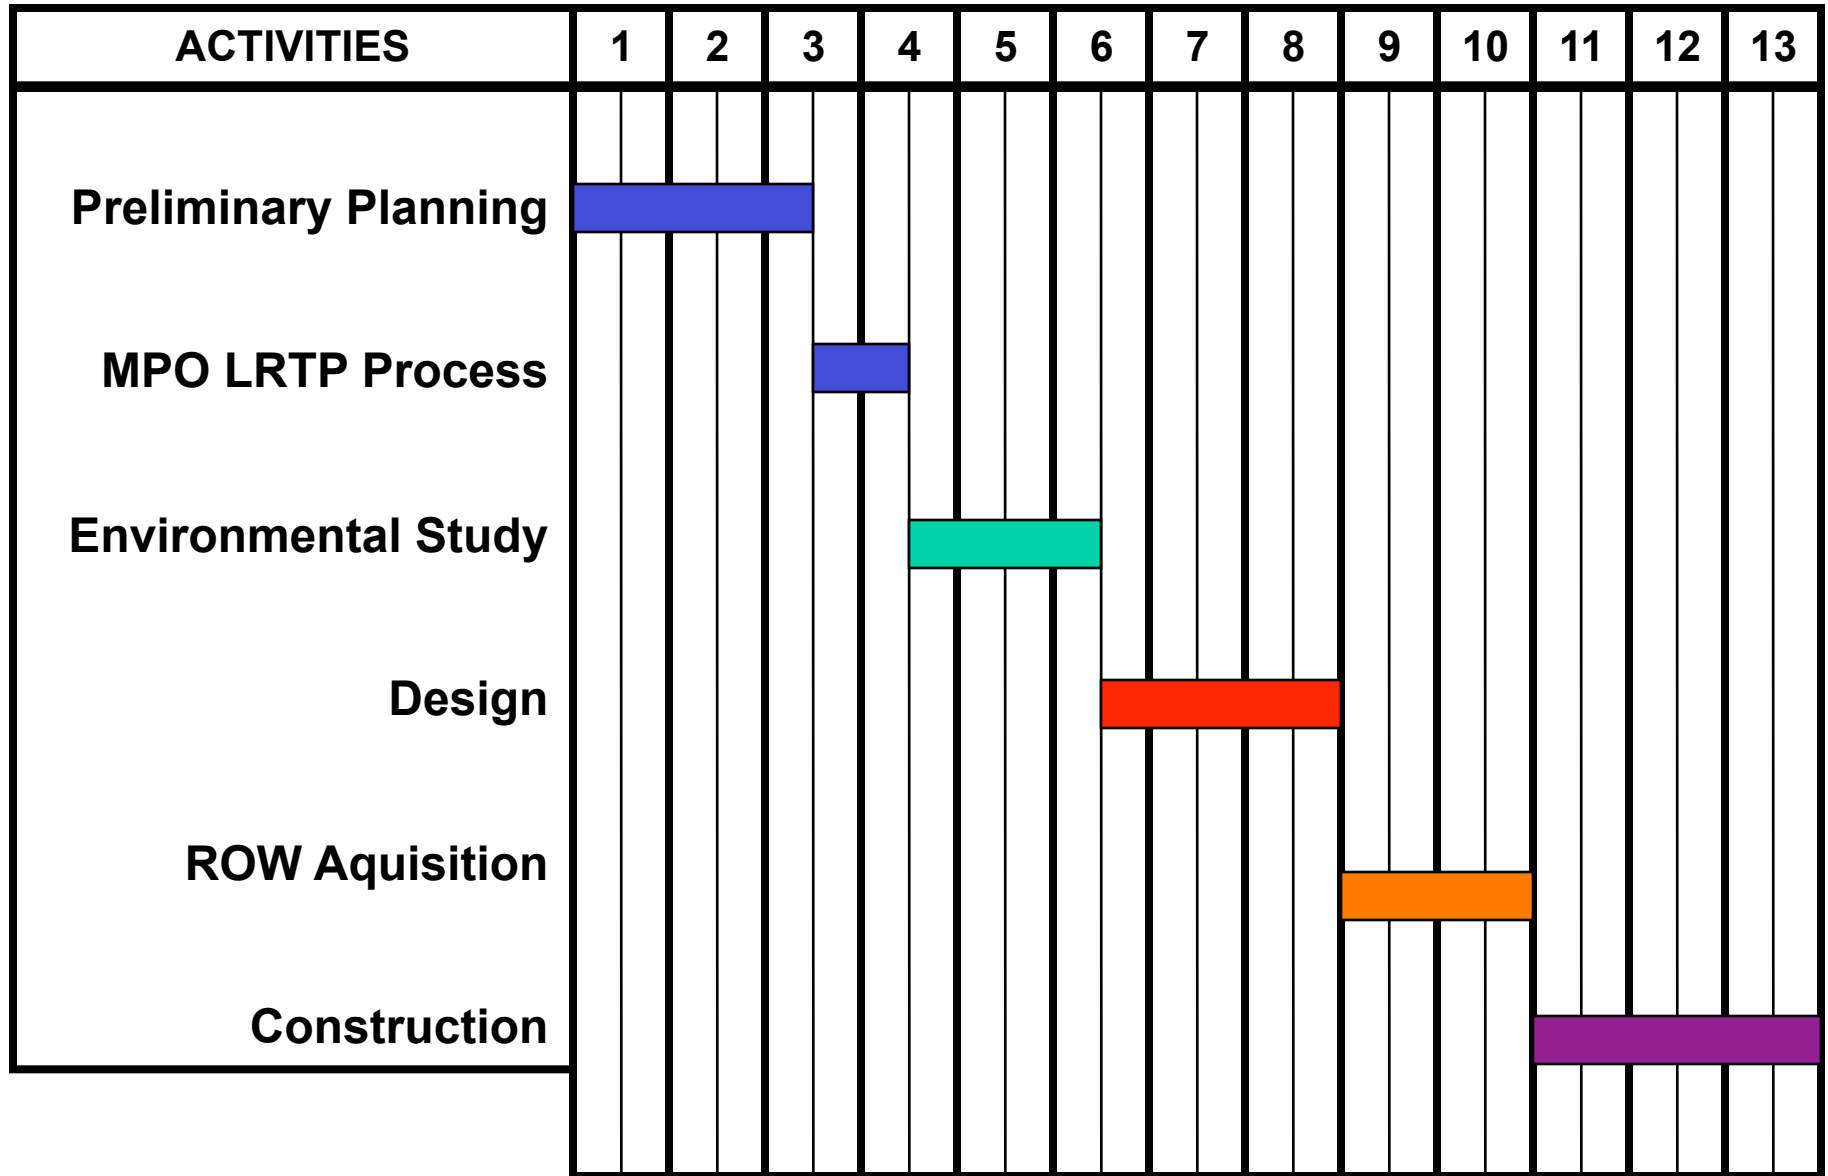 ACTIVITIES 1 2 3 4 5 6 7 8 9 10 11 12 13
Preliminary Planning
MPO LRTP Process
Environmental Study
Design
ROW Aquisition
Construction